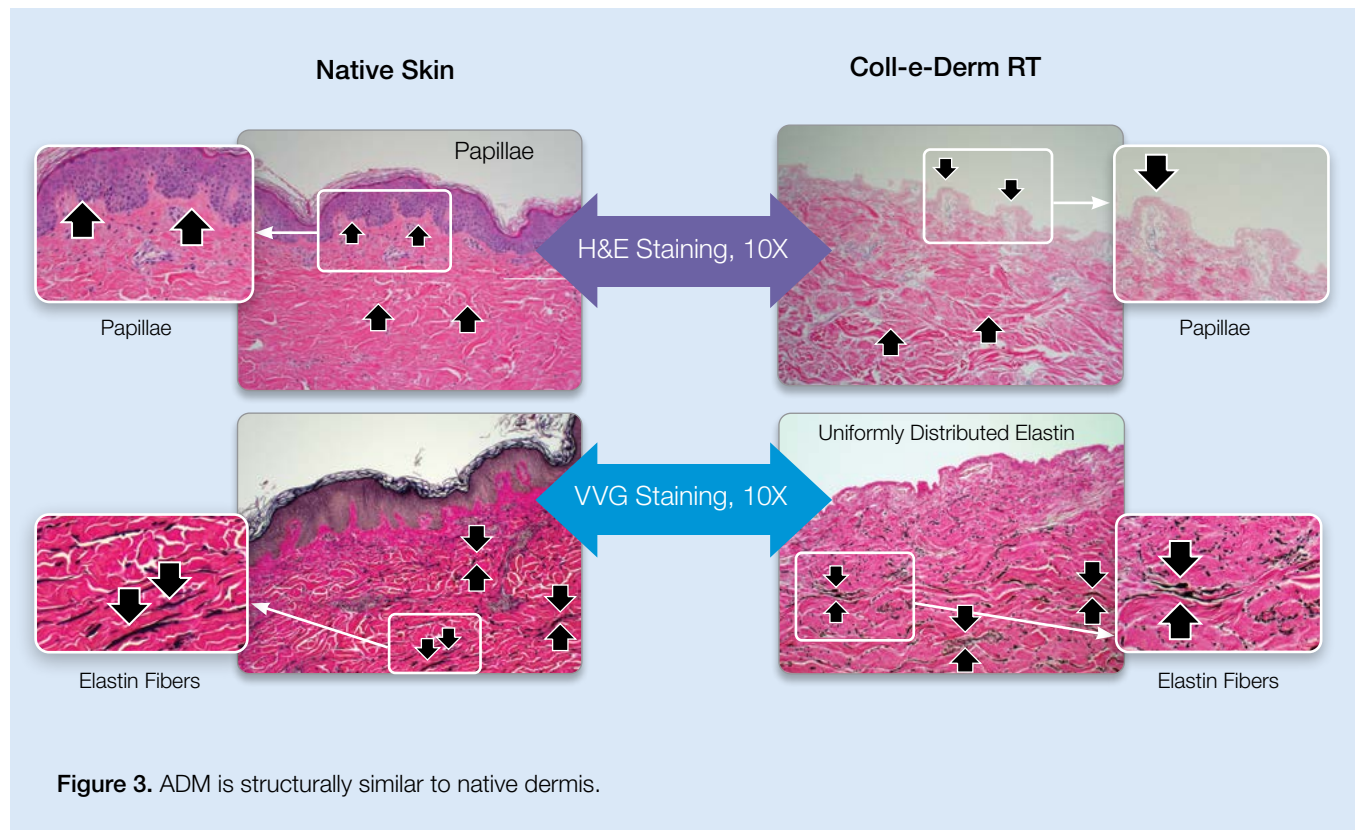 Native Skin
Coll-e-Derm RT
Papillae
H&E Staining, 10X
Papillae
Papillae
Uniformly Distributed Elastin
VVG Staining, 10X
Elastin Fibers
Elastin Fibers
Figure 3. ADM is structurally similar to native dermis.